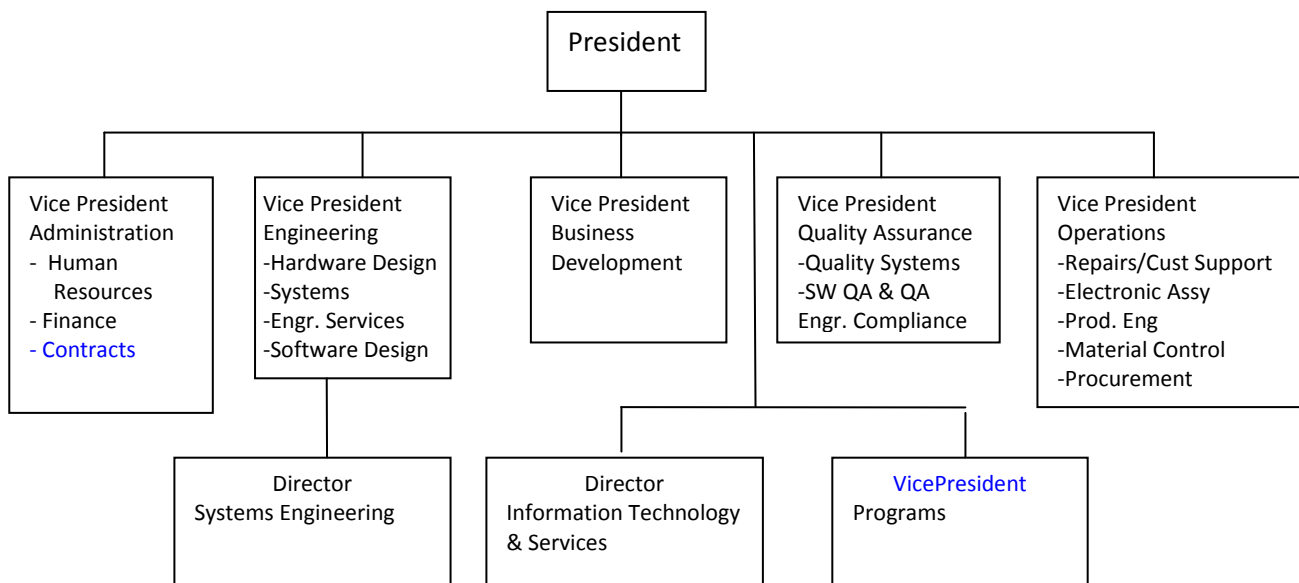 President
Vice President
Administration
- Human
Resources
- Finance
- Contracts
Vice President
Engineering
-Hardware Design
-Systems
-Engr. Services
-Software Design
Vice President
Business
Development
Vice President
Quality Assurance
-Quality Systems
-SW QA & QA
Engr. Compliance
Vice President
Operations
-Repairs/Cust Support
-Electronic Assy
-Prod. Eng
-Material Control
-Procurement
Director
Systems Engineering
Director
Information Technology
& Services
VicePresident
Programs